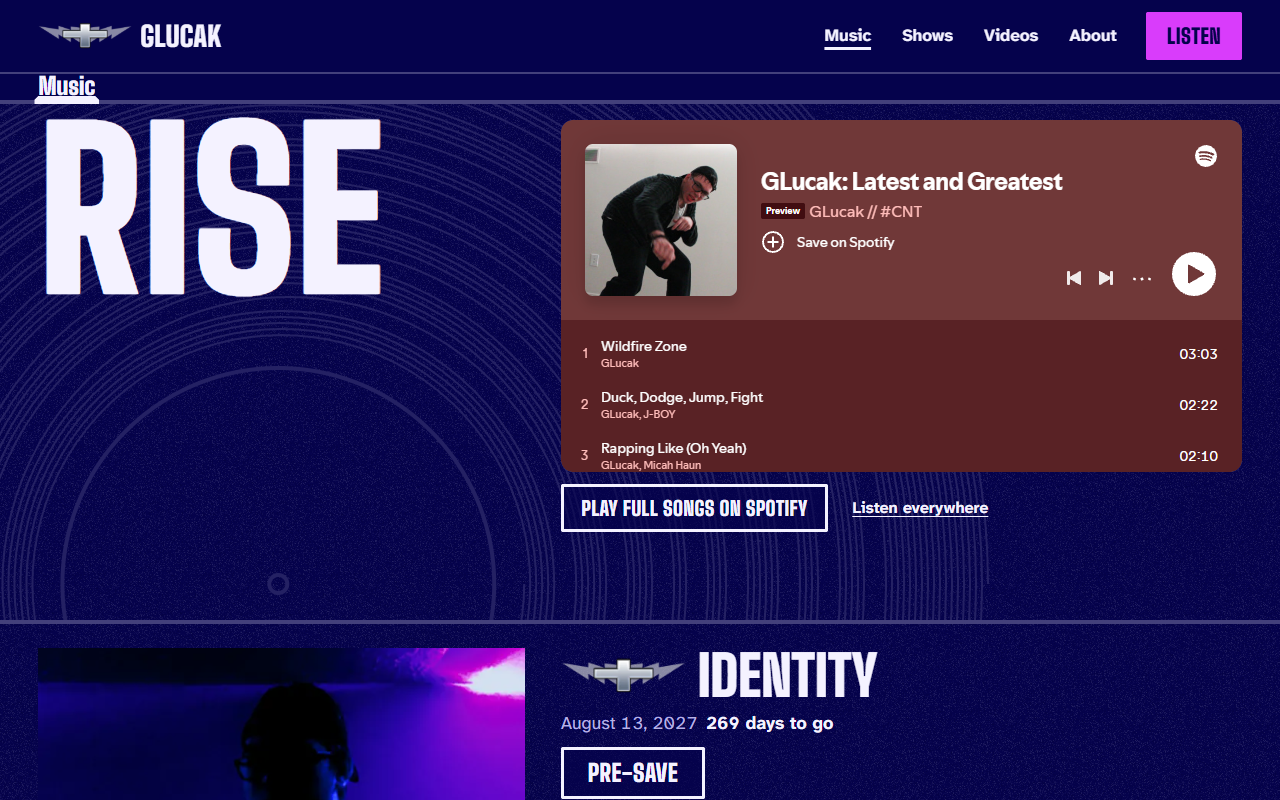 GLUCAK
Music
Shows
Videos
About
LISTEN
Music
RISE
GLucak: Latest and Greatest
Preview
GLucak // #CNT
Save on Spotify
1
Wildfire Zone
GLucak
03:03
2
Duck, Dodge, Jump, Fight
GLucak, J-BOY
02:22
3
Rapping Like (Oh Yeah)
GLucak, Micah Haun
02:10
PLAY FULL SONGS ON SPOTIFY
Listen everywhere
IDENTITY
August 13, 2027 269 days to go
PRE-SAVE